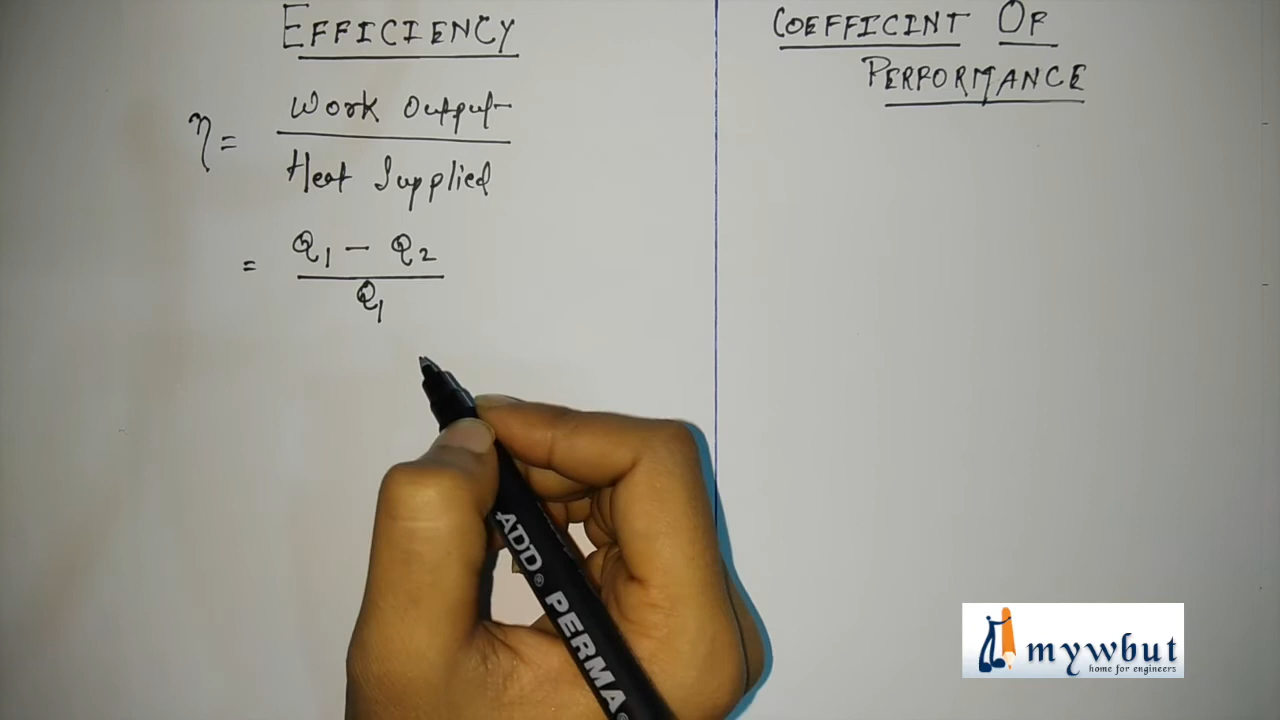 EFFICIENCY
η = Work Output
Heat Supplied
= Q1 - Q2
Q1
COEFFICINT OF
PERFORMANCE
ADD® PERMA
mywbut
home for engineers